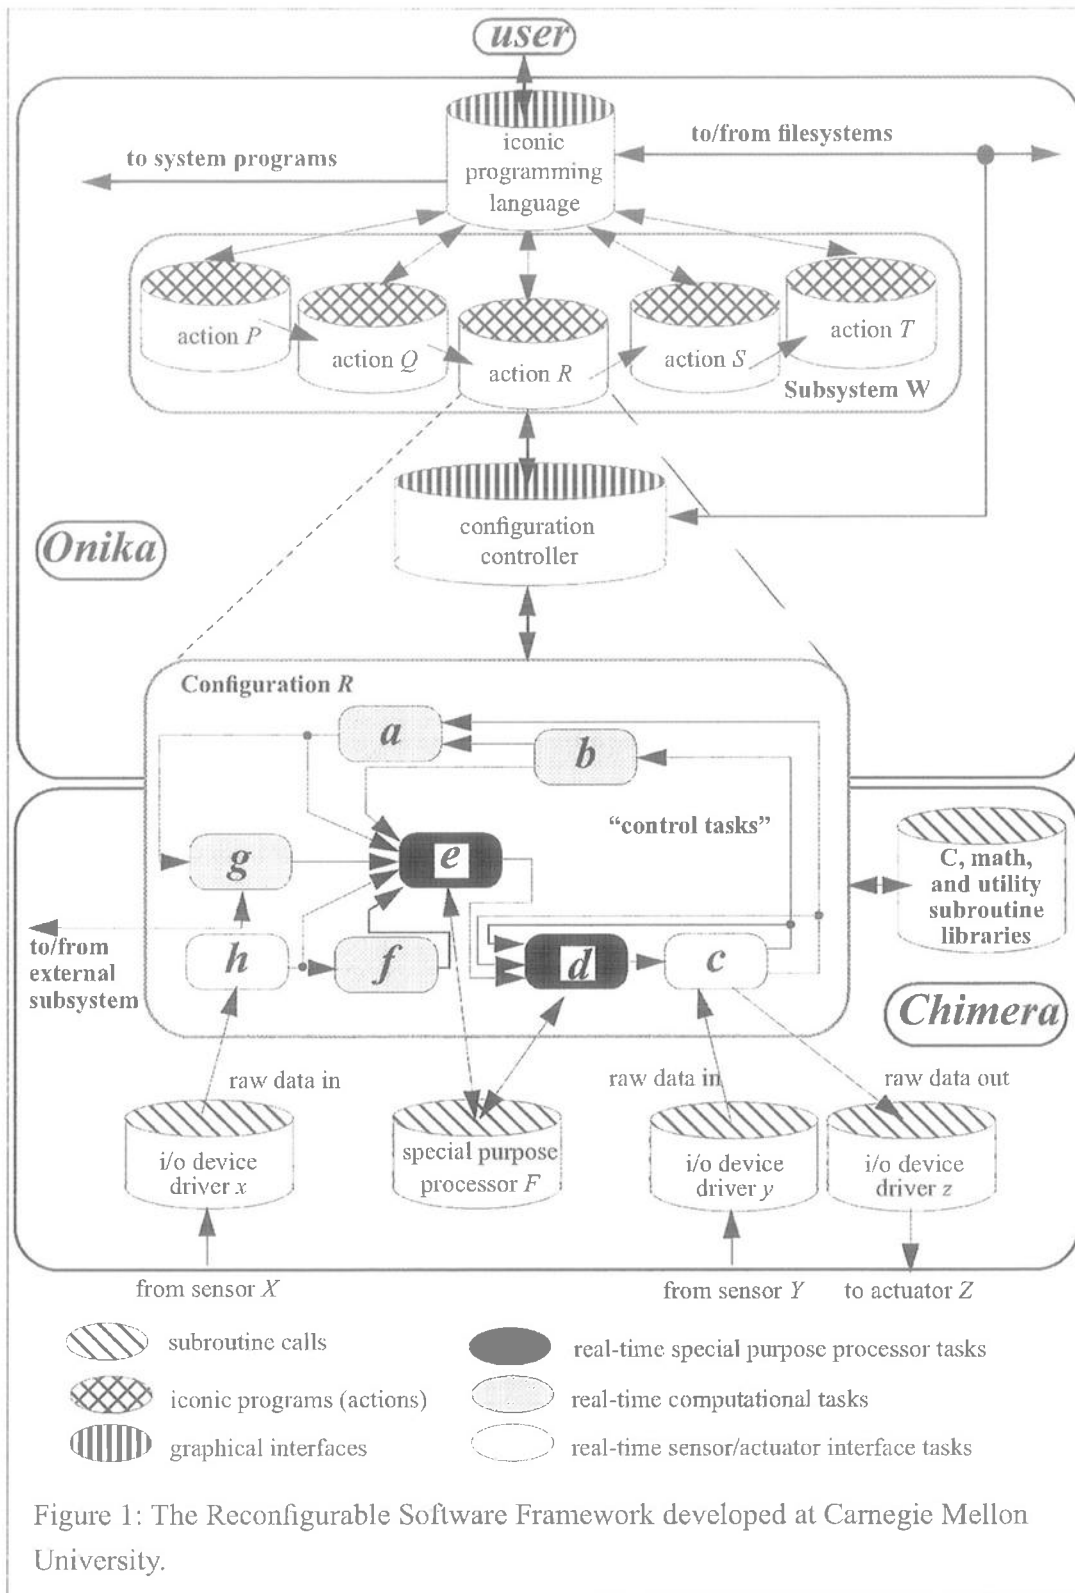 user
iconic
programming
language
to/from filesystems
to system programs
action P
action Q
action R
action S
action T
Subsystem W
configuration
controller
Onika
Configuration R
a
b
"control tasks"
g
e
C, math,
and utility
subroutine
libraries
to/from
external
subsystem
h
f
d
c
Chimera
raw data in
raw data in
raw data out
i/o device
driver x
special purpose
processor F
i/o device
driver y
i/o device
driver z
from sensor X
from sensor Y
to actuator Z
subroutine calls
real-time special purpose processor tasks
iconic programs (actions)
real-time computational tasks
graphical interfaces
real-time sensor/actuator interface tasks
Figure 1: The Reconfigurable Software Framework developed at Carnegie Mellon
University.